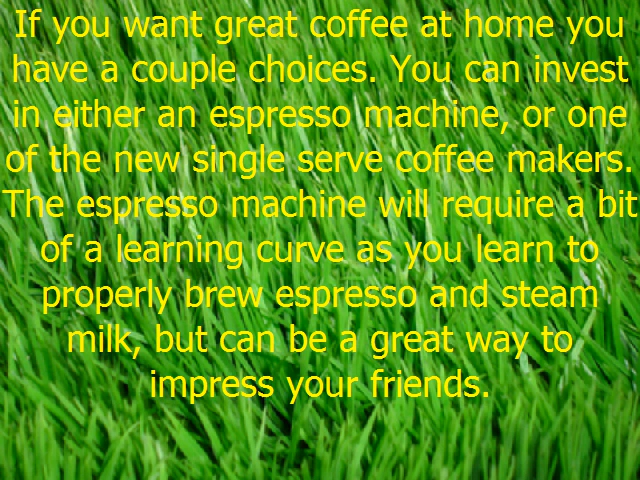 If you want great coffee at home you
have a couple choices. You can invest
in either an espresso machine, or one
of the new single serve coffee makers.
The espresso machine will require a bit
of a learning curve as you learn to
properly brew espresso and steam
milk, but can be a great way to
impress your friends.